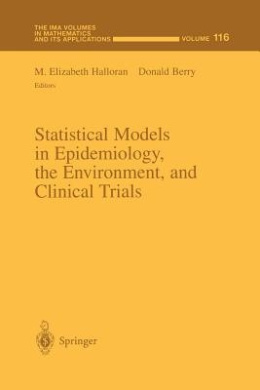 THE IMA VOLUMES
IN MATHEMATICS
AND ITS APPLICATIONS
VOLUME 116
M. Elizabeth Halloran Donald Berry
Editors
Statistical Models
in Epidemiology,
the Environment, and
Clinical Trials
Springer